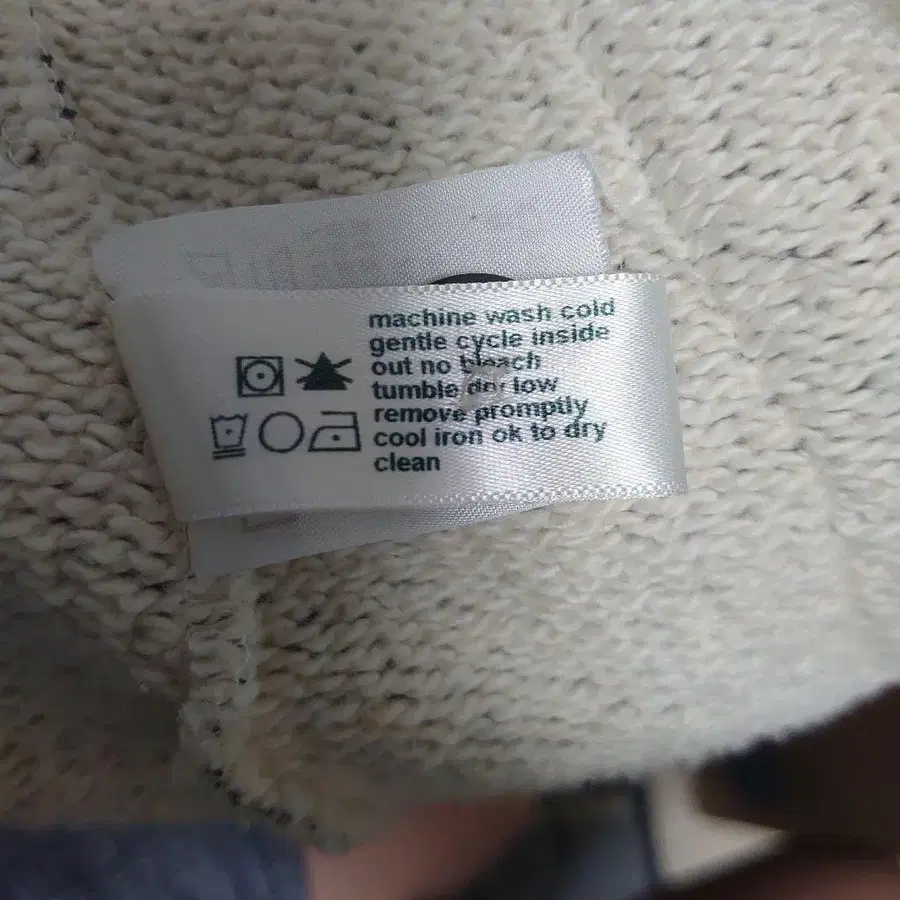 machine wash cold
gentle cycle inside
out no bleach
tumble dry low
remove promptly
cool iron ok to dry
clean